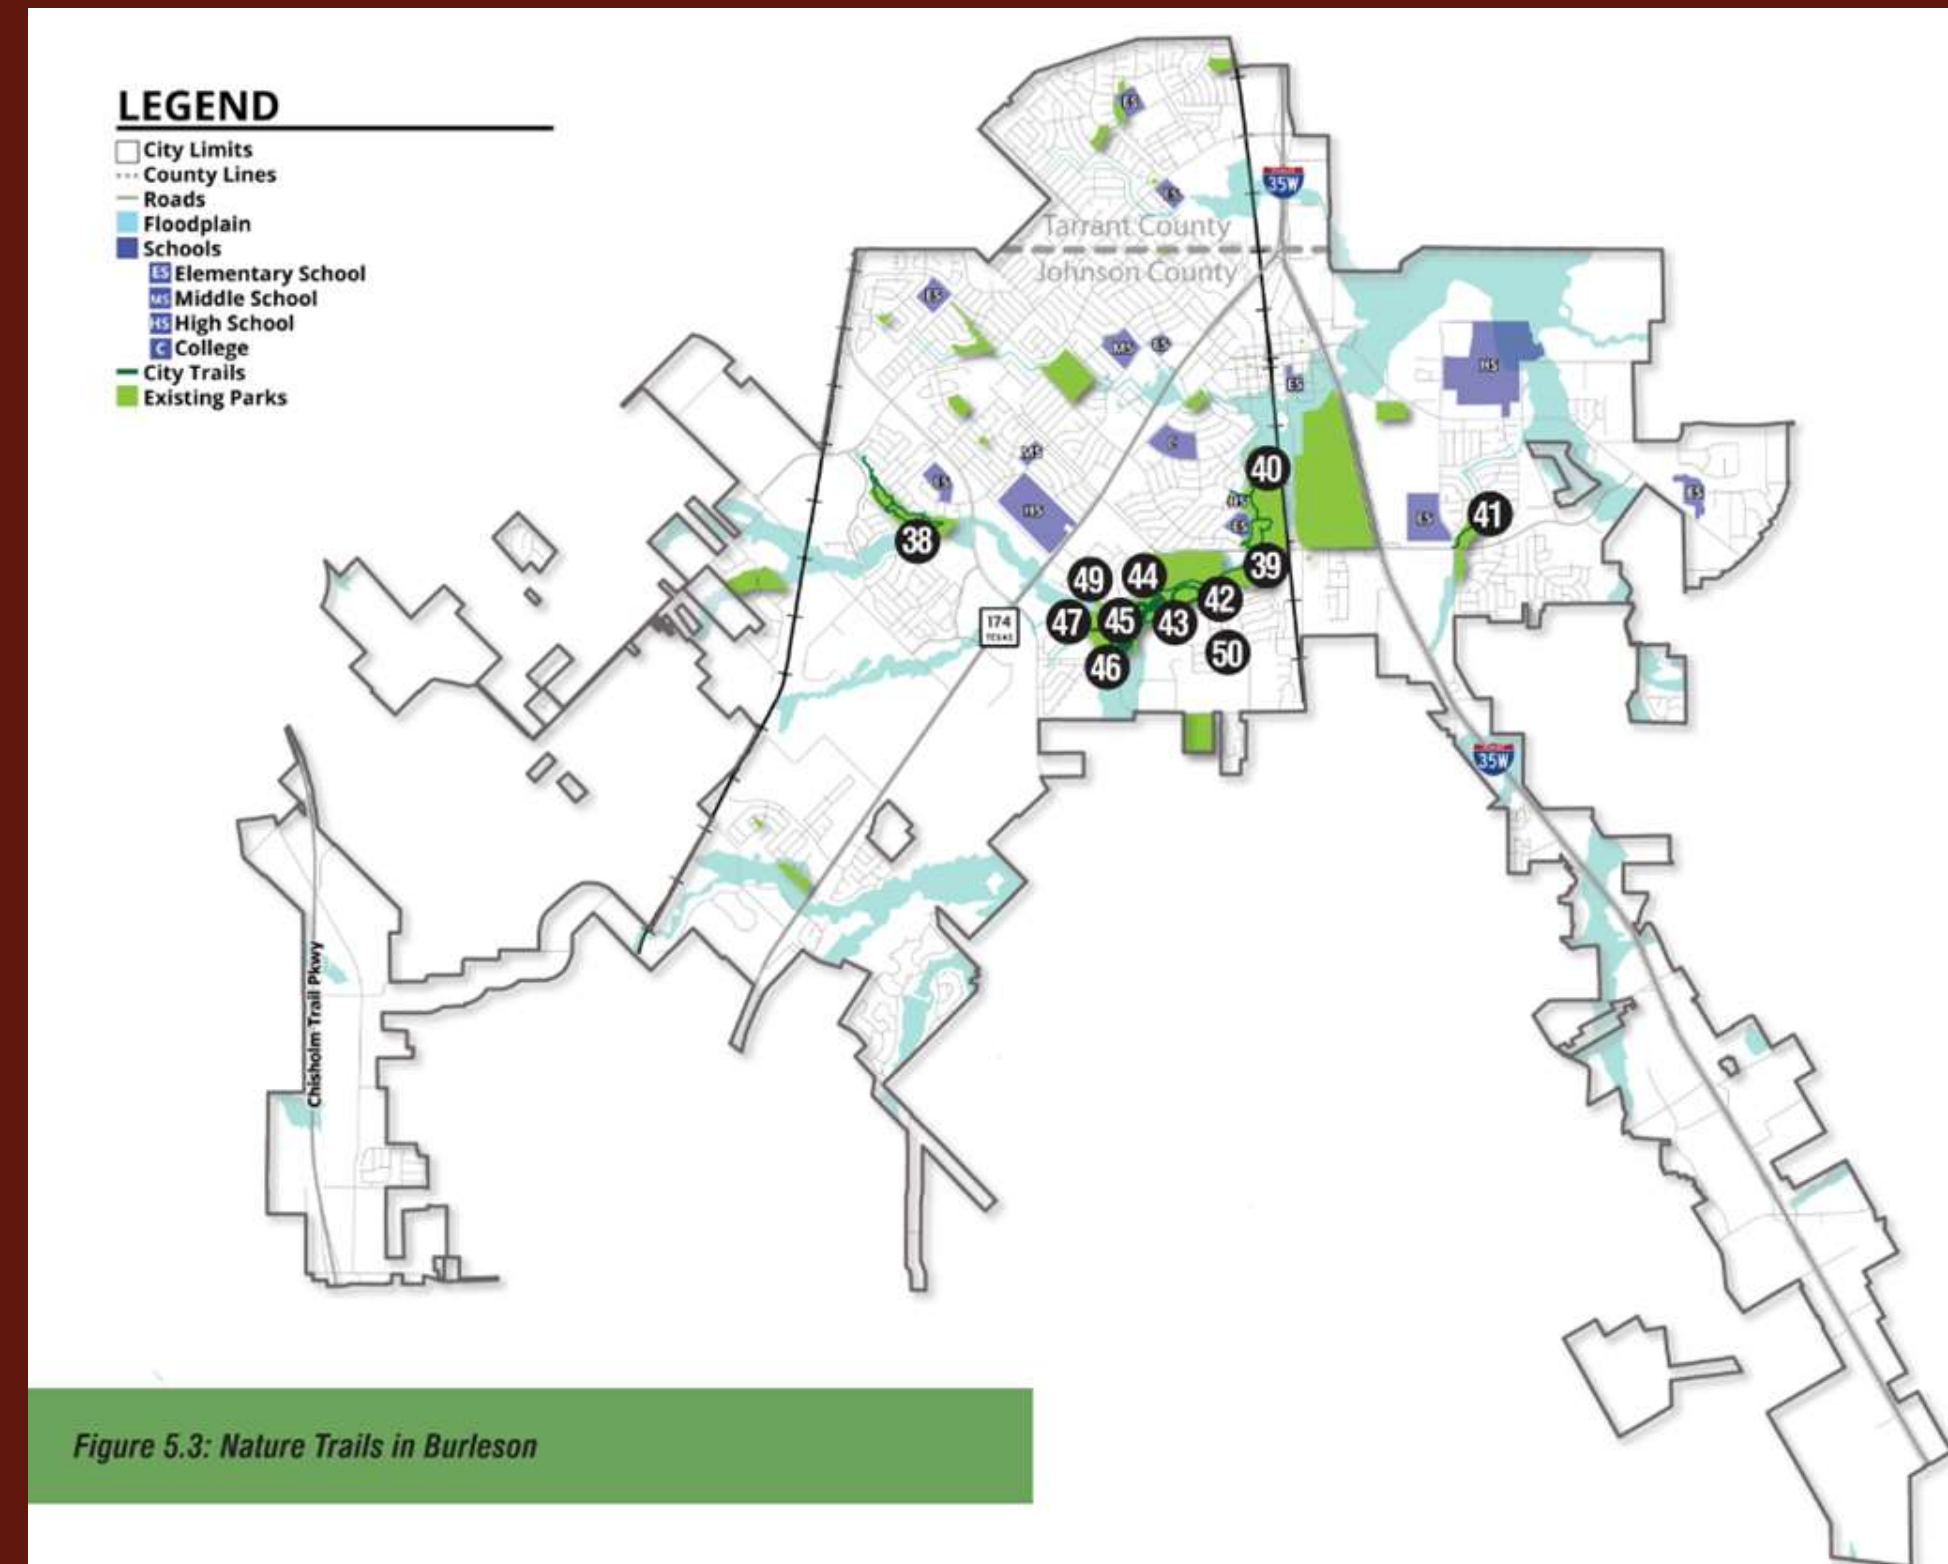 LEGEND
City Limits
County Lines
Roads
Floodplain
Schools
ES Elementary School
MS Middle School
HS High School
C College
City Trails
Existing Parks
ES
35W
ES
Tarrant County
Johnson County
ES
MS
ES
HS
ES
C
MS
40
ES
ES
HS
HS
41
ES
ES
38
39
49
44
42
174
TEXAS
47
45
43
50
46
35W
Chisholm Trail Pkwy
Figure 5.3: Nature Trails in Burleson